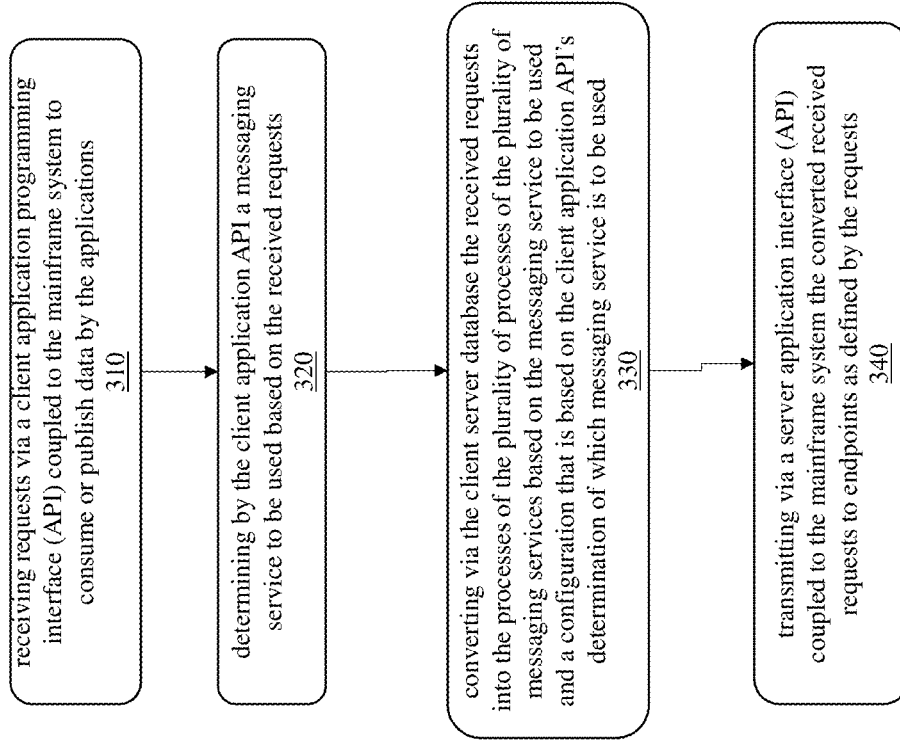 receiving requests via a client application programming
interface (API) coupled to the mainframe system to
consume or publish data by the applications
310
determining by the client application API a messaging
service to be used based on the received requests
320
converting via the client server database the received requests
into the processes of the plurality of processes of the plurality of
messaging services based on the messaging service to be used
and a configuration that is based on the client application API's
determination of which messaging service is to be used
330
transmitting via a server application interface (API)
coupled to the mainframe system the converted received
requests to endpoints as defined by the requests
340